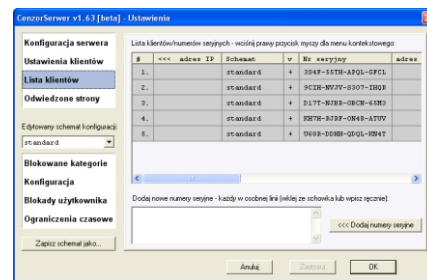 CenzorSerwer v1.63 [beta] - Ustawienia
Konfiguracja serwera
Ustawienia klientów
Lista klientów
Odwiedzone strony
Edytowany schemat konfiguracji:
standard
Blokowane kategorie
Konfiguracja
Blokady użytkownika
Ograniczenia czasowe
Zapisz schemat jako...
Lista klientów/numerów seryjnych - wciśnij prawy przycisk myszy dla menu kontekstowego:
# <<< adres IP Schemat v Nr seryjny adres
1. standard +
2. standard +
3. standard +
4. standard +
5. standard +
Dodaj nowe numery seryjne - każdy w osobnej linii (wklej ze schowka lub wpisz ręcznie):
<<< Dodaj numery seryjne
Anuluj Zastosuj OK